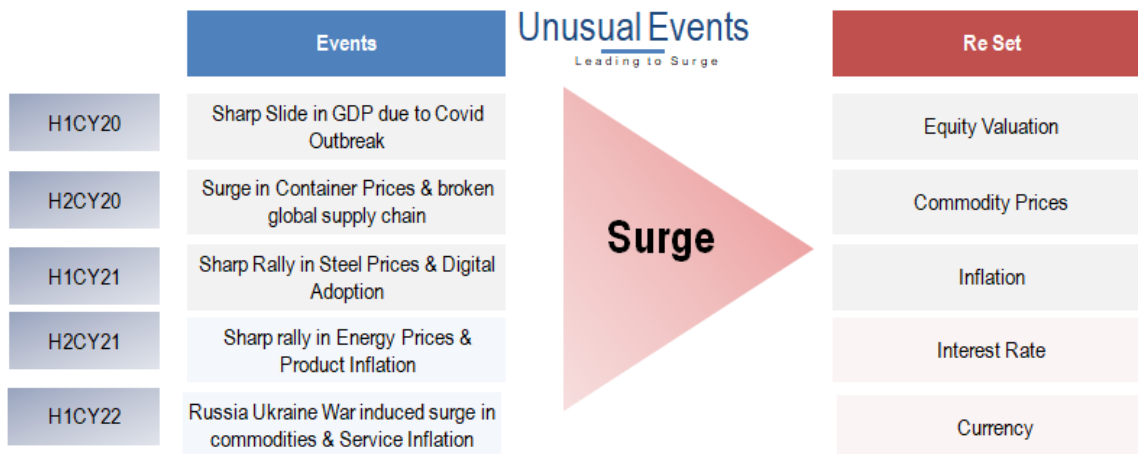 Events
Unusual Events
Leading to Surge
Re Set
H1CY20
Sharp Slide in GDP due to Covid
Outbreak
Equity Valuation
H2CY20
Surge in Container Prices & broken
global supply chain
Commodity Prices
Surge
H1CY21
Sharp Rally in Steel Prices & Digital
Adoption
Inflation
H2CY21
Sharp rally in Energy Prices &
Product Inflation
Interest Rate
H1CY22
Russia Ukraine War induced surge in
commodities & Service Inflation
Currency